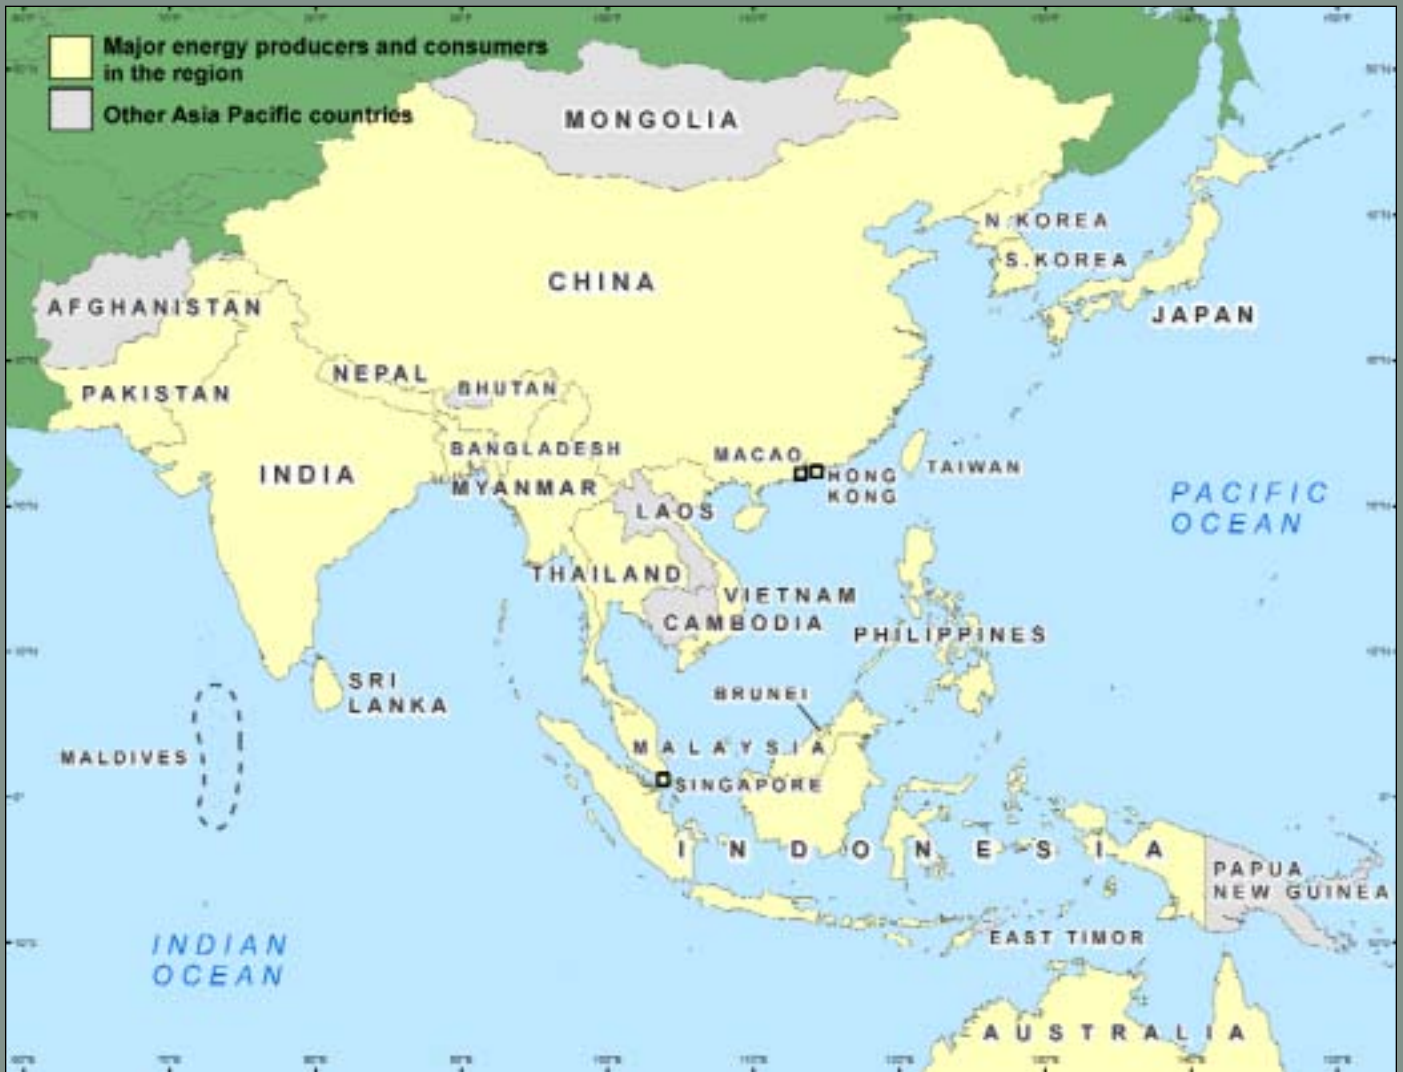 Major energy producers and consumers
in the region
Other Asia Pacific countries
MONGOLIA
N. KOREA
S. KOREA
CHINA
AFGHANISTAN
JAPAN
NEPAL
BHUTAN
PAKISTAN
BANGLADESH
MACAO
INDIA
TAIWAN
HONG
KONG
MYANMAR
LAOS
PACIFIC
OCEAN
THAILAND
VIETNAM
CAMBODIA
PHILIPPINES
SRI
LANKA
BRUNEI
MALDIVES
MALAYSIA
SINGAPORE
INDONESIA
PAPUA
NEW GUINEA
EAST TIMOR
INDIAN
OCEAN
AUSTRALIA